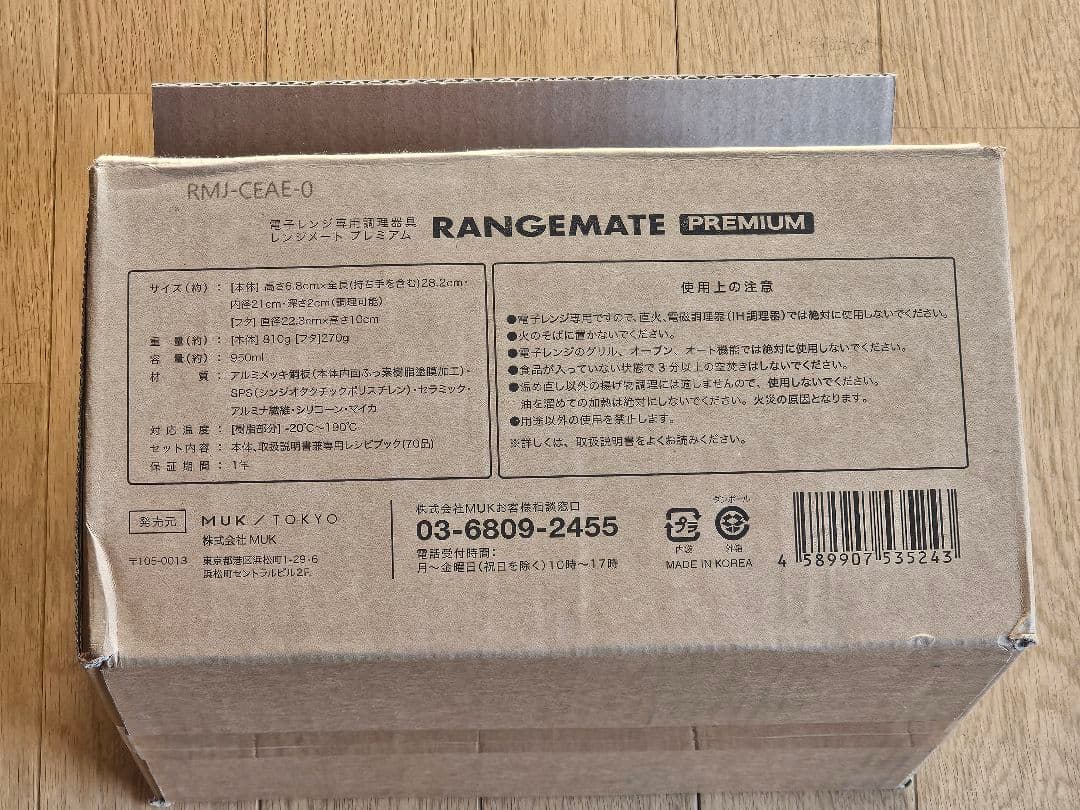 RMJ-CEAE-0
電子レンジ専用調理器具
レンジメート プレミアム
RANGEMATE PREMIUM
サイズ(約)：[本体] 高さ6.8cm×全長(持ち手を含む)28.2cm・
内径21cm・深さ2cm(調理可能)
[フタ] 直径22.3cm×高さ10cm
重量(約)：[本体] 810g [フタ]270g
容量(約)：950ml
材質：アルミメッキ鋼板(本体内面ふっ素樹脂塗膜加工)・
SPS(シンジオタクチックポリスチレン)・セラミック・
アルミナ繊維・シリコーン・マイカ
対応温度：[樹脂部分] -20℃〜190℃
セット内容：本体、取扱説明書兼専用レシピブック(70品)
保証期間：1年
使用上の注意
●電子レンジ専用ですので、直火、電磁調理器(IH調理器)では絶対に使用しないでください。
●火のそばに置かないでください。
●電子レンジのグリル、オーブン、オート機能では絶対に使用しないでください。
●食品が入っていない状態で3分以上の空焚きはしないでください。
●温め直し以外の揚げ物調理には適しませんので、使用しないでください。
油を温めての加熱は絶対にしないでください。火災の原因となります。
●用途以外の使用を禁止します。
※詳しくは、取扱説明書をよくお読みください。
発売元 MUK / TOKYO
株式会社 MUK
〒105-0013 東京都港区浜松町1-29-6
浜松町セントラルビル2F
株式会社MUKお客様相談窓口
03-6809-2455
電話受付時間：
月〜金曜日(祝日を除く)10時〜17時
プラ
内袋
ダンボール
外箱
MADE IN KOREA
4 589907 535243